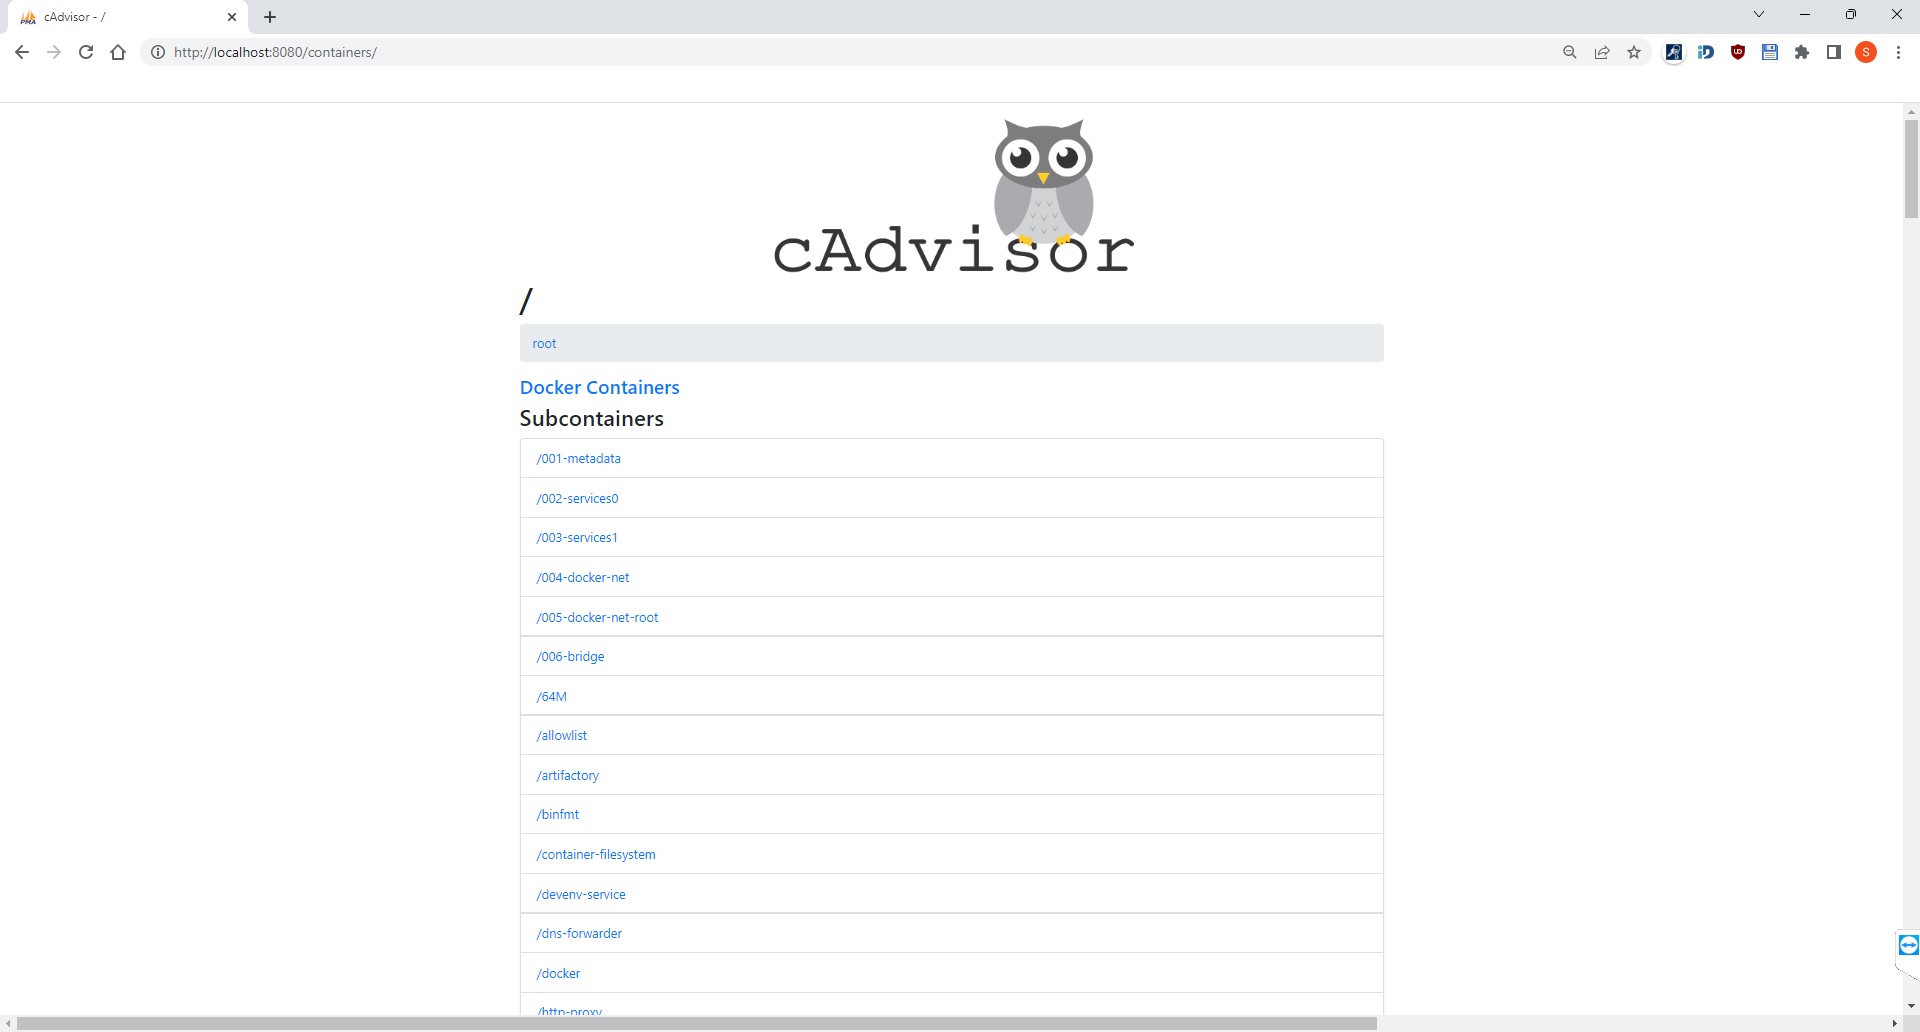 PMA cAdvisor - /
http://localhost:8080/containers/
S
cAdvisor
/
root
Docker Containers
Subcontainers
/001-metadata
/002-services0
/003-services1
/004-docker-net
/005-docker-net-root
/006-bridge
/64M
/allowlist
/artifactory
/binfmt
/container-filesystem
/devenv-service
/dns-forwarder
/docker
/http-proxy